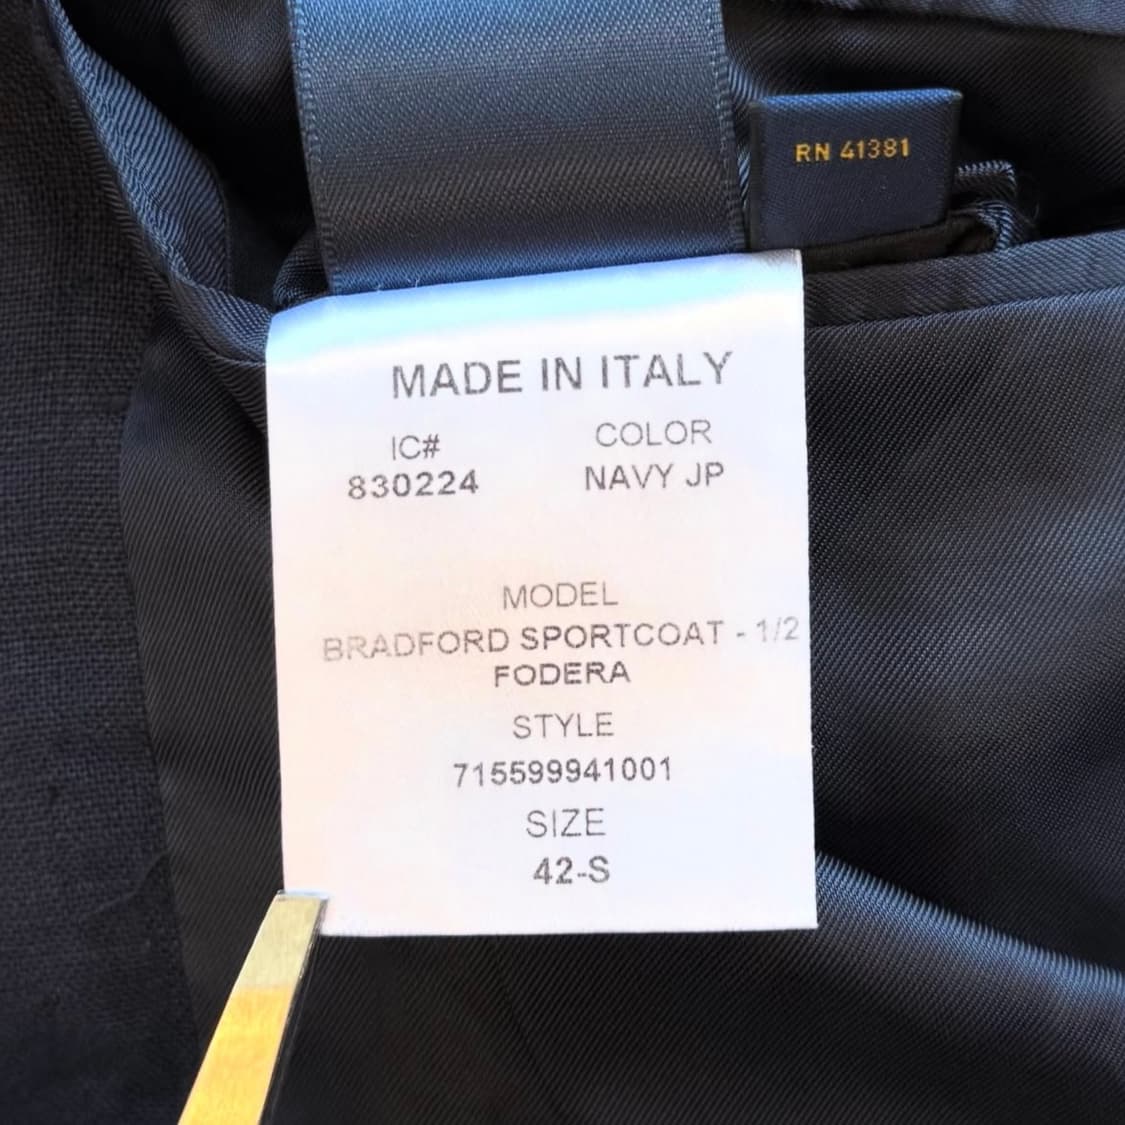 RN 41381
MADE IN ITALY
IC# COLOR
830224 NAVY JP
MODEL
BRADFORD SPORTCOAT - 1/2
FODERA
STYLE
715599941001
SIZE
42-S